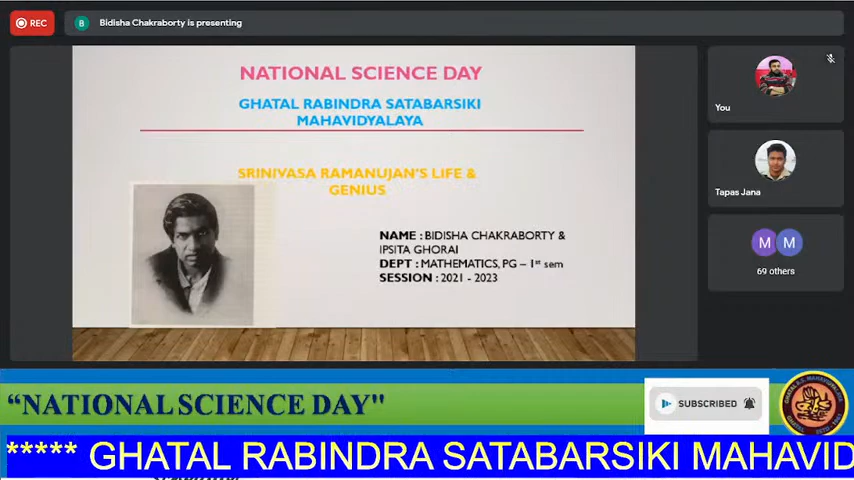 REC
B
Bidisha Chakraborty is presenting
NATIONAL SCIENCE DAY
GHATAL RABINDRA SATABARSIKI
MAHAVIDYALAYA
SRINIVASA RAMANUJAN'S LIFE &
GENIUS
NAME : BIDISHA CHAKRABORTY &
IPSITA GHORAI
DEPT : MATHEMATICS, PG – 1st sem
SESSION : 2021 - 2023
You
Tapas Jana
M M
69 others
“NATIONAL SCIENCE DAY"
SUBSCRIBED
***** GHATAL RABINDRA SATABARSIKI MAHAVID